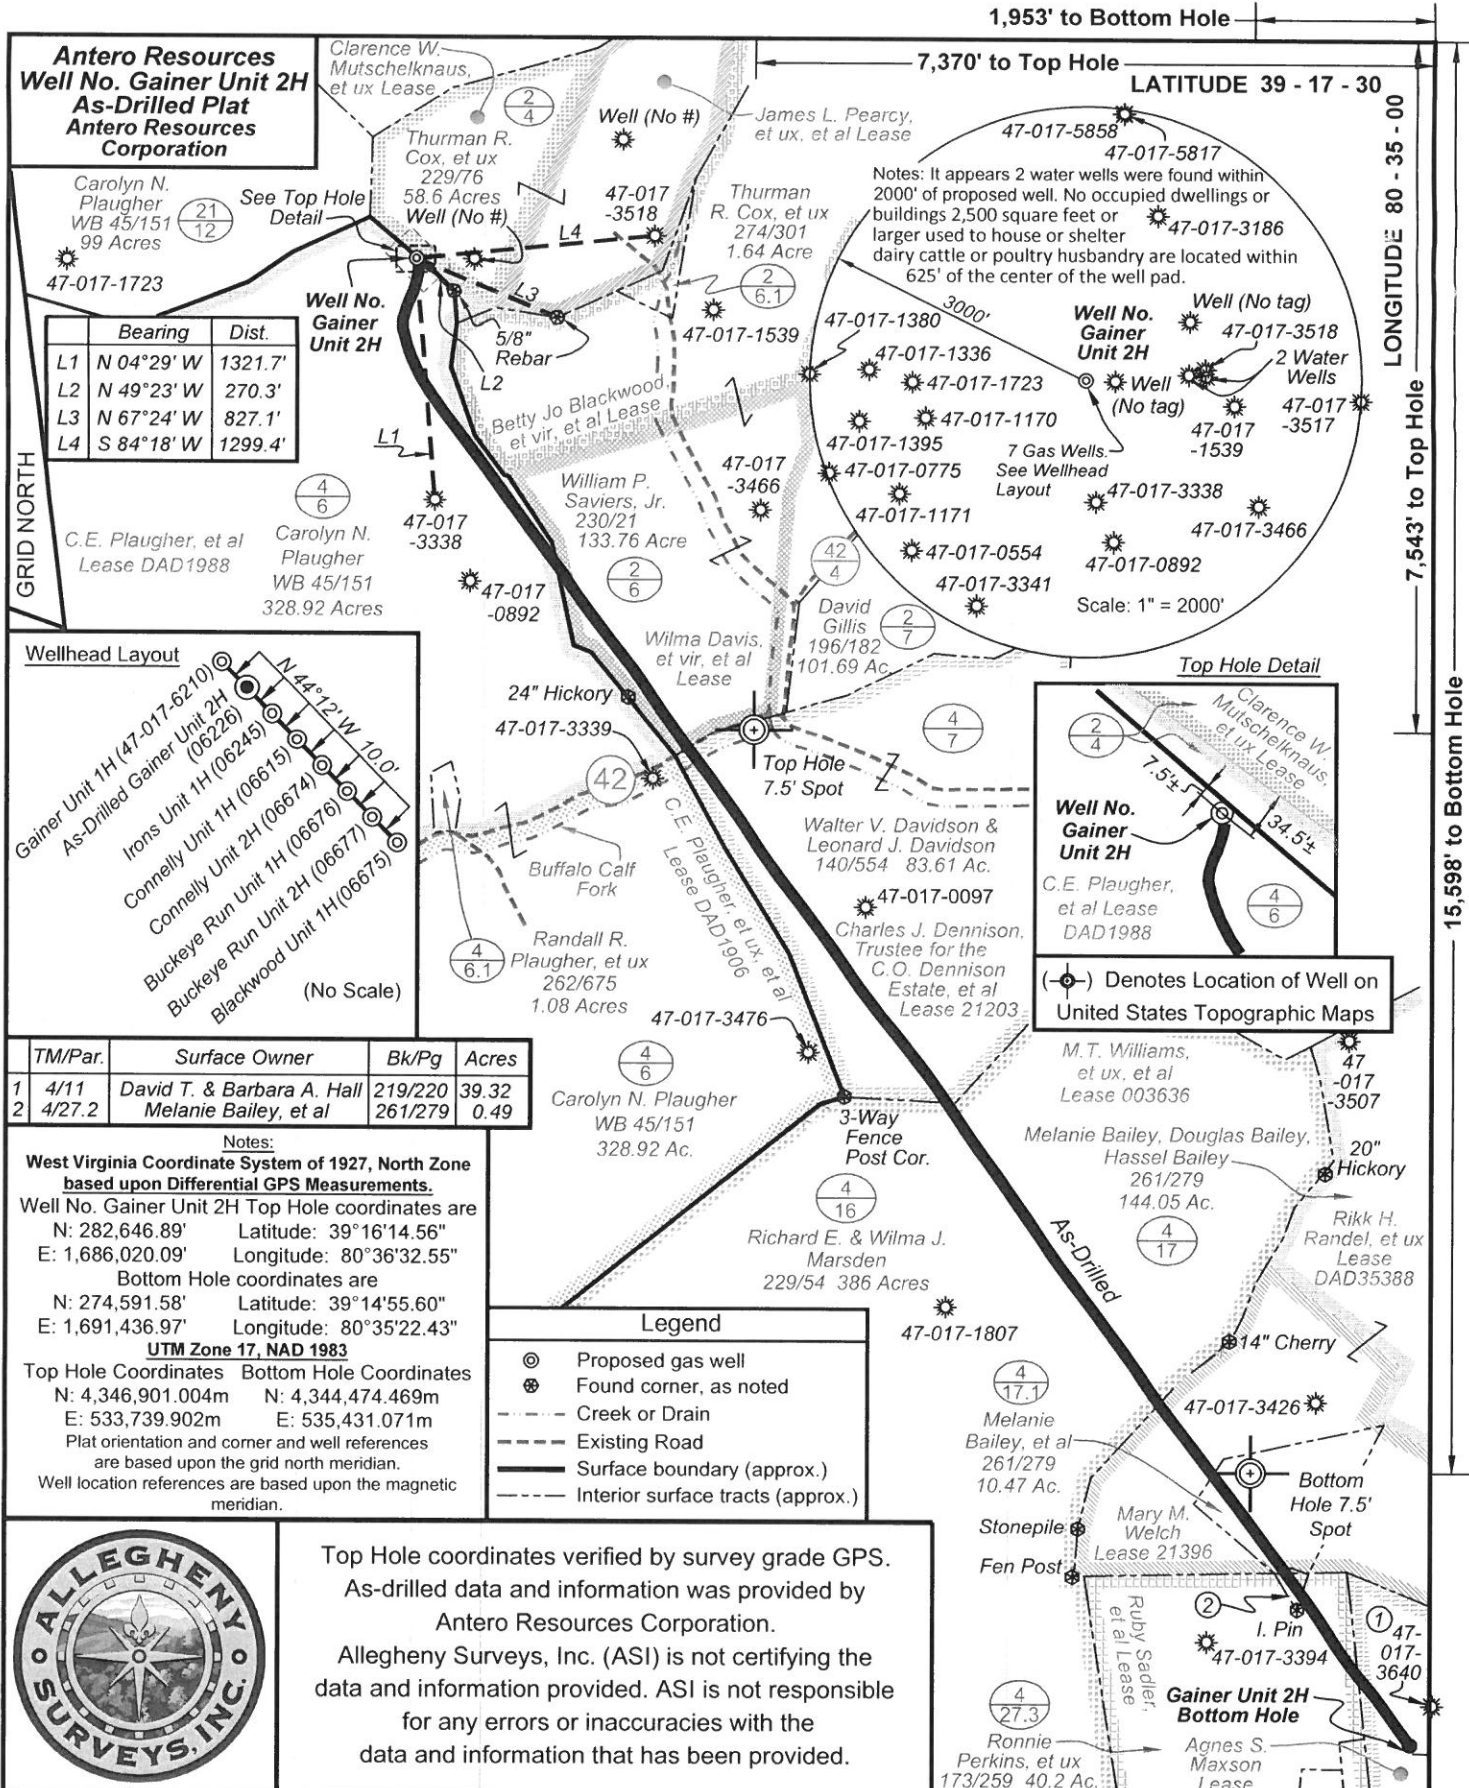 1,953' to Bottom Hole
Antero Resources
Well No. Gainer Unit 2H
As-Drilled Plat
Antero Resources
Corporation
Clarence W.
Mutschelknaus,
et ux Lease
2
4
Well (No #)
James L. Pearcy,
et ux, et al Lease
7,370' to Top Hole
LATITUDE 39 - 17 - 30
LONGITUDE 80 - 35 - 00
7,543' to Top Hole
15,598' to Bottom Hole
Carolyn N.
Plaugher
WB 45/151
99 Acres
21
12
47-017-1723
See Top Hole
Detail
Thurman R.
Cox, et ux
229/76
58.6 Acres
Well (No #)
47-017
-3518
L4
Thurman
R. Cox, et ux
274/301
1.64 Acre
2
6.1
47-017-1539
Well No.
Gainer
Unit 2H
L3
5/8"
Rebar
L2
L1
Bearing Dist.
L1 N 04°29' W 1321.7'
L2 N 49°23' W 270.3'
L3 N 67°24' W 827.1'
L4 S 84°18' W 1299.4'
GRID NORTH
47-017-5858
47-017-5817
Notes: It appears 2 water wells were found within
2000' of proposed well. No occupied dwellings or
buildings 2,500 square feet or
larger used to house or shelter
dairy cattle or poultry husbandry are located within
625' of the center of the well pad.
47-017-3186
3000'
47-017-1380
47-017-1336
47-017-1723
47-017-1170
47-017-1395
47-017-0775
47-017-1171
47-017-0554
47-017-3341
Well No.
Gainer
Unit 2H
Well (No tag)
47-017-3518
2 Water
Wells
Well
(No tag)
47-017
-1539
47-017
-3517
7 Gas Wells.
See Wellhead
Layout
47-017-3338
47-017-3466
47-017-0892
Scale: 1" = 2000'
Betty Jo Blackwood,
et vir, et al Lease
47-017
-3466
William P.
Saviers, Jr.
230/21
133.76 Acre
2
6
42
4
47-017
-3338
4
6
Carolyn N.
Plaugher
WB 45/151
328.92 Acres
C.E. Plaugher, et al
Lease DAD1988
47-017
-0892
David
Gillis
196/182
101.69 Ac.
2
7
Wilma Davis,
et vir, et al
Lease
24" Hickory
47-017-3339
42
Top Hole
7.5' Spot
4
7
Wellhead Layout
N 44°12' W 10.0'
Gainer Unit 1H (47-017-6210)
As-Drilled Gainer Unit 2H
(06226)
Irons Unit 1H (06245)
Connelly Unit 1H (06615)
Connelly Unit 2H (06674)
Buckeye Run Unit 1H (06676)
Buckeye Run Unit 2H (06677)
Blackwood Unit 1H (06675)
(No Scale)
Top Hole Detail
2
4
Clarence W.
Mutschelknaus,
et ux Lease
7.5'±
34.5'±
Well No.
Gainer
Unit 2H
C.E. Plaugher,
et al Lease
DAD1988
4
6
(-⊕-) Denotes Location of Well on
United States Topographic Maps
Buffalo Calf
Fork
C.E. Plaugher, et ux, et al
Lease DAD1906
Walter V. Davidson &
Leonard J. Davidson
140/554 83.61 Ac.
47-017-0097
Charles J. Dennison,
Trustee for the
C.O. Dennison
Estate, et al
Lease 21203
4
6.1
Randall R.
Plaugher, et ux
262/675
1.08 Acres
47-017-3476
4
6
Carolyn N. Plaugher
WB 45/151
328.92 Ac.
TM/Par. Surface Owner Bk/Pg Acres
1 4/11 David T. & Barbara A. Hall 219/220 39.32
2 4/27.2 Melanie Bailey, et al 261/279 0.49
M.T. Williams,
et ux, et al
Lease 003636
47
-017
-3507
3-Way
Fence
Post Cor.
Melanie Bailey, Douglas Bailey,
Hassel Bailey
261/279
144.05 Ac.
4
17
20"
Hickory
Rikk H.
Randel, et ux
Lease
DAD35388
4
16
Richard E. & Wilma J.
Marsden
229/54 386 Acres
47-017-1807
As-Drilled
Notes:
West Virginia Coordinate System of 1927, North Zone
based upon Differential GPS Measurements.
Well No. Gainer Unit 2H Top Hole coordinates are
N: 282,646.89' Latitude: 39°16'14.56"
E: 1,686,020.09' Longitude: 80°36'32.55"
Bottom Hole coordinates are
N: 274,591.58' Latitude: 39°14'55.60"
E: 1,691,436.97' Longitude: 80°35'22.43"
UTM Zone 17, NAD 1983
Top Hole Coordinates Bottom Hole Coordinates
N: 4,346,901.004m N: 4,344,474.469m
E: 533,739.902m E: 535,431.071m
Plat orientation and corner and well references
are based upon the grid north meridian.
Well location references are based upon the magnetic
meridian.
Legend
Proposed gas well
Found corner, as noted
Creek or Drain
Existing Road
Surface boundary (approx.)
Interior surface tracts (approx.)
14" Cherry
47-017-3426
4
17.1
Melanie
Bailey, et al
261/279
10.47 Ac.
Bottom
Hole 7.5'
Spot
Stonepile
Fen Post
Mary M.
Welch
Lease 21396
2
I. Pin
47-017-3394
1
47-
017-
3640
Ruby Sadler,
et al Lease
Gainer Unit 2H
Bottom Hole
4
27.3
Ronnie
Perkins, et ux
173/259 40.2 Ac.
Agnes S.
Maxson
Lease
ALLEGHENY
SURVEYS, INC.
Top Hole coordinates verified by survey grade GPS.
As-drilled data and information was provided by
Antero Resources Corporation.
Allegheny Surveys, Inc. (ASI) is not certifying the
data and information provided. ASI is not responsible
for any errors or inaccuracies with the
data and information that has been provided.